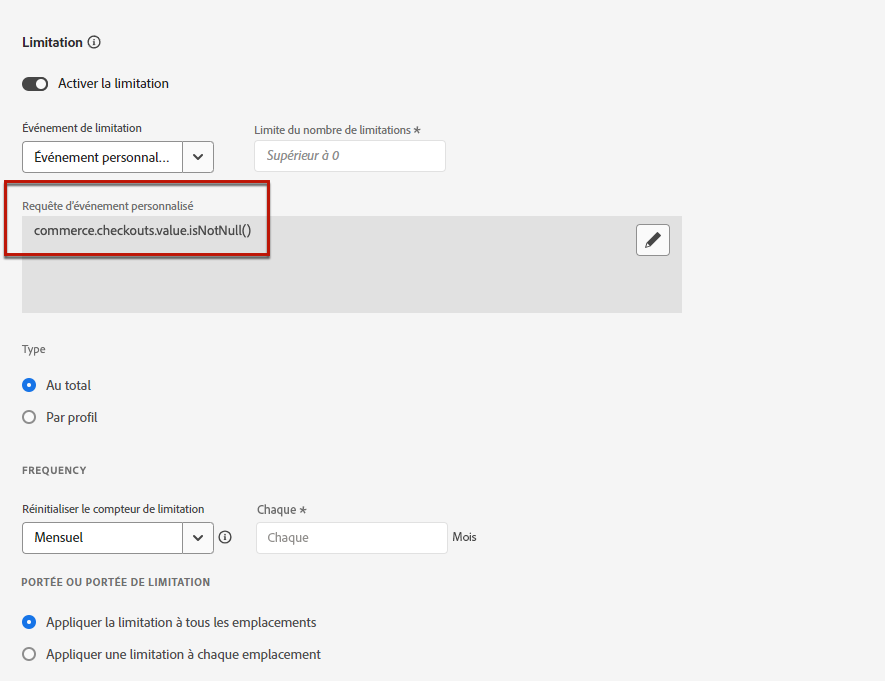 Limitation
Activer la limitation
Événement de limitation
Limite du nombre de limitations *
Événement personnal...
Supérieur à 0
Requête d'événement personnalisé
commerce.checkouts.value.isNotNull()
Type
Au total
Par profil
FREQUENCY
Réinitialiser le compteur de limitation
Chaque *
Mensuel
Chaque
Mois
PORTÉE OU PORTÉE DE LIMITATION
Appliquer la limitation à tous les emplacements
Appliquer une limitation à chaque emplacement